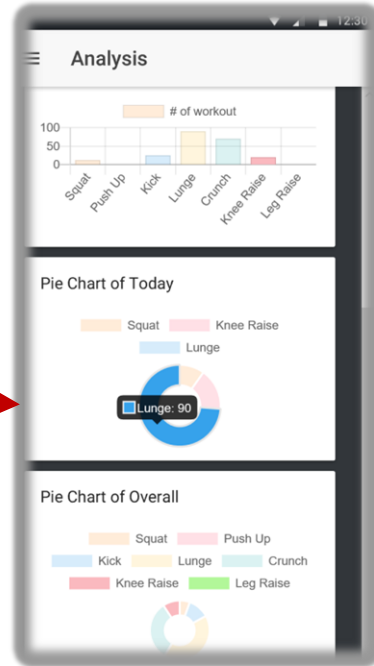 12:30
Analysis
# of workout
100
50
0
Squat
Push Up
Kick
Lunge
Crunch
Knee Raise
Leg Raise
Pie Chart of Today
Squat Knee Raise
Lunge
Lunge: 90
Pie Chart of Overall
Squat Push Up
Kick Lunge Crunch
Knee Raise Leg Raise